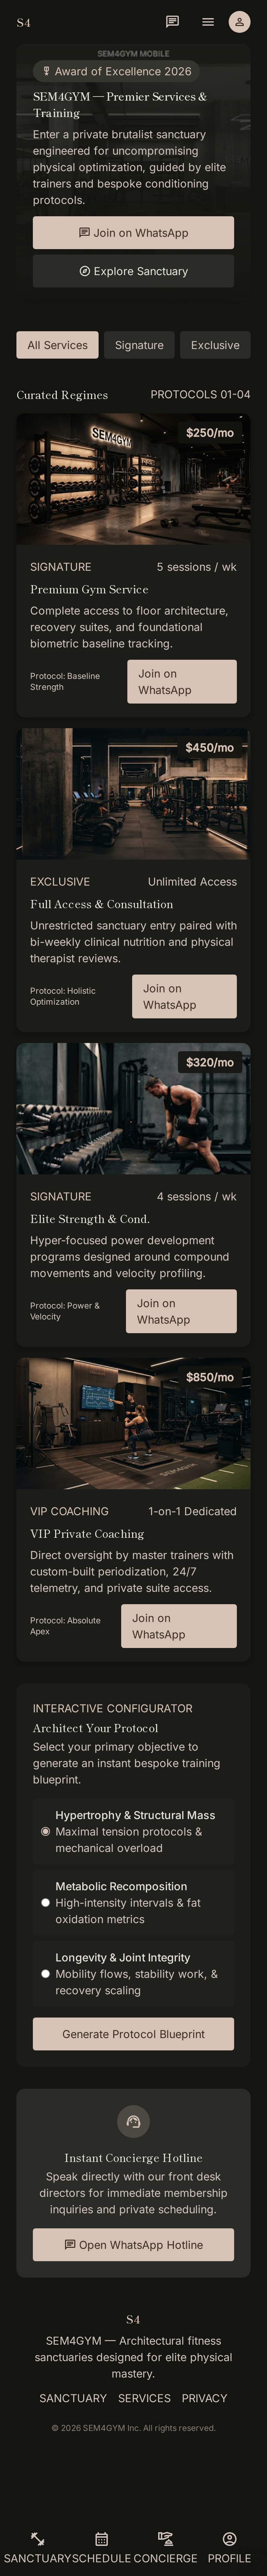 S4
SEM4GYM MOBILE
Award of Excellence 2026
SEM4GYM — Premier Services &
Training
Enter a private brutalist sanctuary
engineered for uncompromising
physical optimization, guided by elite
trainers and bespoke conditioning
protocols.
Join on WhatsApp
Explore Sanctuary
All Services
Signature
Exclusive
Curated Regimes
PROTOCOLS 01-04
SEM4GYM
$250/mo
SIGNATURE
5 sessions / wk
Premium Gym Service
Complete access to floor architecture,
recovery suites, and foundational
biometric baseline tracking.
Protocol: Baseline
Strength
Join on
WhatsApp
$450/mo
EXCLUSIVE
Unlimited Access
Full Access & Consultation
Unrestricted sanctuary entry paired with
bi-weekly clinical nutrition and physical
therapist reviews.
Protocol: Holistic
Optimization
Join on
WhatsApp
$320/mo
SIGNATURE
4 sessions / wk
Elite Strength & Cond.
Hyper-focused power development
programs designed around compound
movements and velocity profiling.
Protocol: Power &
Velocity
Join on
WhatsApp
$850/mo
SEM4GYM
VIP COACHING
1-on-1 Dedicated
VIP Private Coaching
Direct oversight by master trainers with
custom-built periodization, 24/7
telemetry, and private suite access.
Protocol: Absolute
Apex
Join on
WhatsApp
INTERACTIVE CONFIGURATOR
Architect Your Protocol
Select your primary objective to
generate an instant bespoke training
blueprint.
Hypertrophy & Structural Mass
Maximal tension protocols &
mechanical overload
Metabolic Recomposition
High-intensity intervals & fat
oxidation metrics
Longevity & Joint Integrity
Mobility flows, stability work, &
recovery scaling
Generate Protocol Blueprint
Instant Concierge Hotline
Speak directly with our front desk
directors for immediate membership
inquiries and private scheduling.
Open WhatsApp Hotline
S4
SEM4GYM — Architectural fitness
sanctuaries designed for elite physical
mastery.
SANCTUARY SERVICES PRIVACY
© 2026 SEM4GYM Inc. All rights reserved.
SANCTUARY SCHEDULE CONCIERGE PROFILE